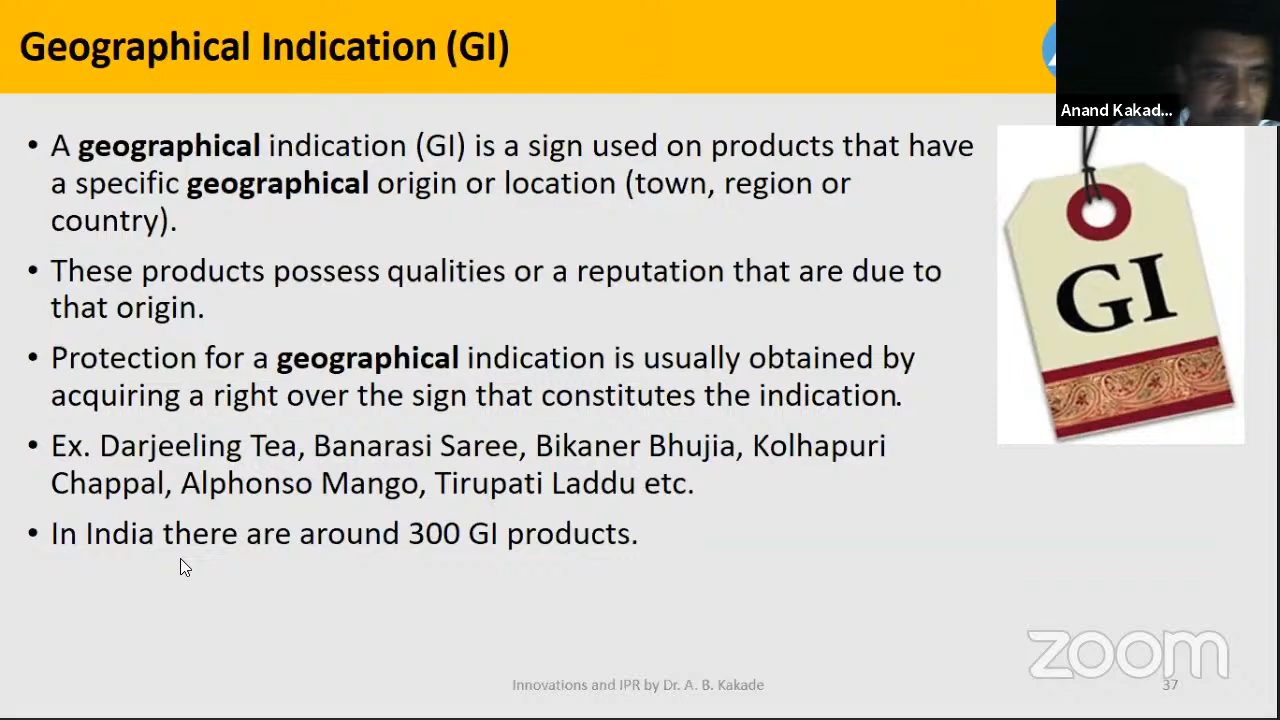 Geographical Indication (GI)
Anand Kakad...
• A geographical indication (GI) is a sign used on products that have
a specific geographical origin or location (town, region or
country).
• These products possess qualities or a reputation that are due to
that origin.
• Protection for a geographical indication is usually obtained by
acquiring a right over the sign that constitutes the indication.
• Ex. Darjeeling Tea, Banarasi Saree, Bikaner Bhujia, Kolhapuri
Chappal, Alphonso Mango, Tirupati Laddu etc.
• In India there are around 300 GI products.
GI
zoom
Innovations and IPR by Dr. A. B. Kakade
37